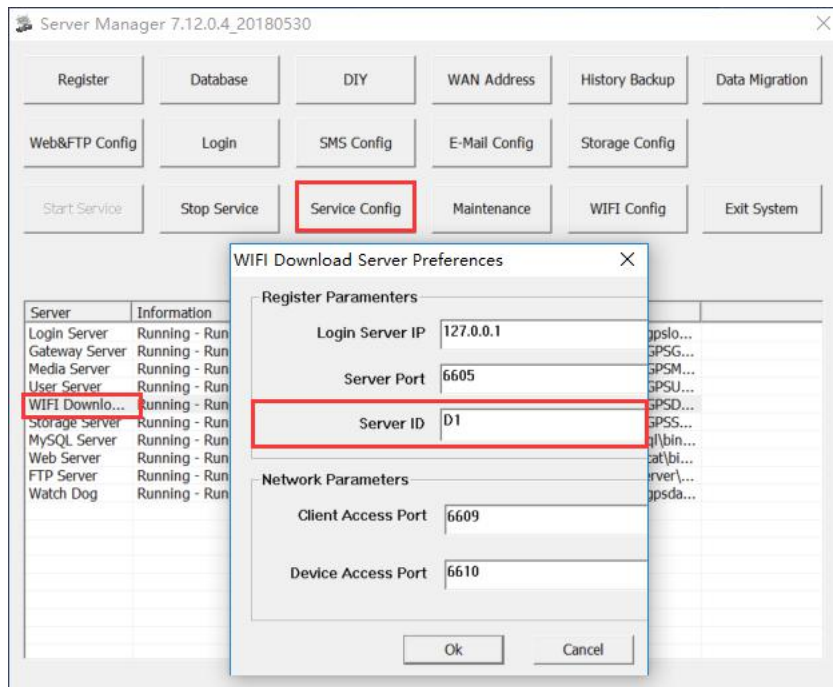 Server Manager 7.12.0.4_20180530
Register Database DIY WAN Address History Backup Data Migration
Web&FTP Config Login SMS Config E-Mail Config Storage Config
Start Service Stop Service Service Config Maintenance WIFI Config Exit System
WIFI Download Server Preferences
Register Paramenters
Login Server IP 127.0.0.1
Server Port 6605
Server ID D1
Network Parameters
Client Access Port 6609
Device Access Port 6610
Ok Cancel
Server Information
Login Server Running - Run gpslo...
Gateway Server Running - Run GPSG...
Media Server Running - Run GPSM...
User Server Running - Run GPSU...
WIFI Downlo... Running - Run GPSD...
Storage Server Running - Run GPSS...
MySQL Server Running - Run ql\bin...
Web Server Running - Run cat\bi...
FTP Server Running - Run erver\...
Watch Dog Running - Run gpsda...